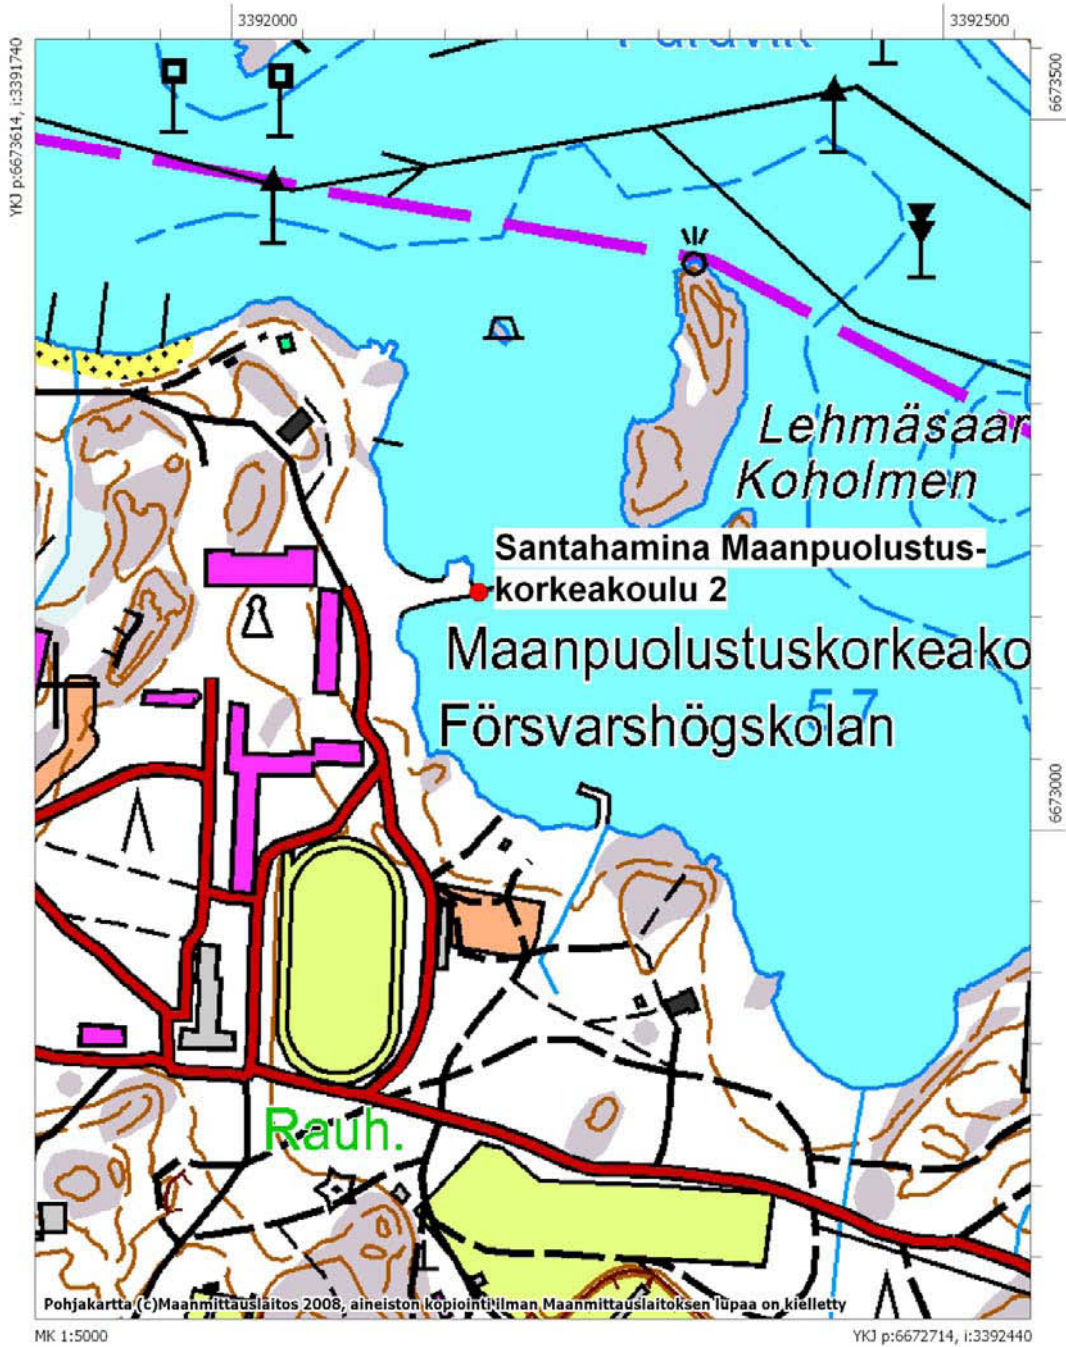 3392000
3392500
YKJ p:6673614, i:3391740
6673500
Lehmäsaar
Koholmen
Santahamina Maanpuolustus-
korkeakoulu 2
Maanpuolustuskorkeako
5,7
Försvarshögskolan
6673000
Rauh.
Pohjakartta (c)Maanmittauslaitos 2008, aineiston kopiointi ilman Maanmittauslaitoksen lupaa on kielletty
MK 1:5000
YKJ p:6672714, i:3392440